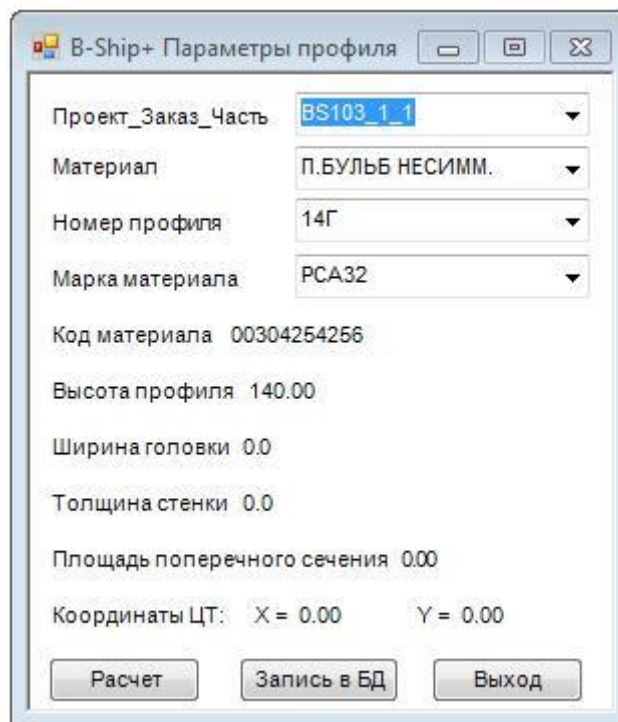 B-Ship+ Параметры профиля
Проект_Заказ_Часть BS103_1_1
Материал П.БУЛЬБ НЕСИММ.
Номер профиля 14Г
Марка материала РСА32
Код материала 00304254256
Высота профиля 140.00
Ширина головки 0.0
Толщина стенки 0.0
Площадь поперечного сечения 0.00
Координаты ЦТ: X = 0.00 Y = 0.00
Расчет Запись в БД Выход